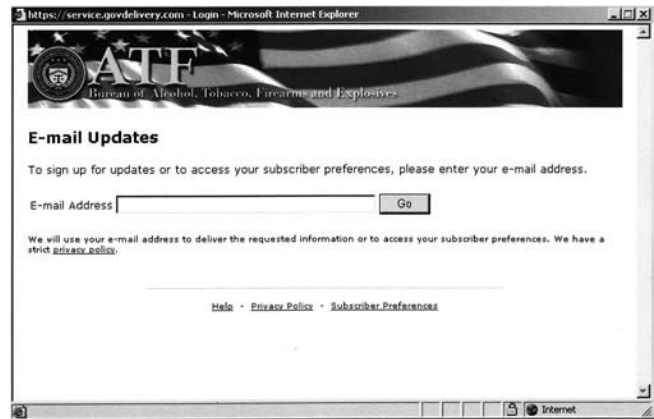 https://service.govdelivery.com - Login - Microsoft Internet Explorer
ATF
Bureau of Alcohol, Tobacco, Firearms and Explosives
E-mail Updates
To sign up for updates or to access your subscriber preferences, please enter your e-mail address.
E-mail Address Go
We will use your e-mail address to deliver the requested information or to access your subscriber preferences. We have a
strict privacy policy.
Help - Privacy Policy - Subscriber Preferences
Internet